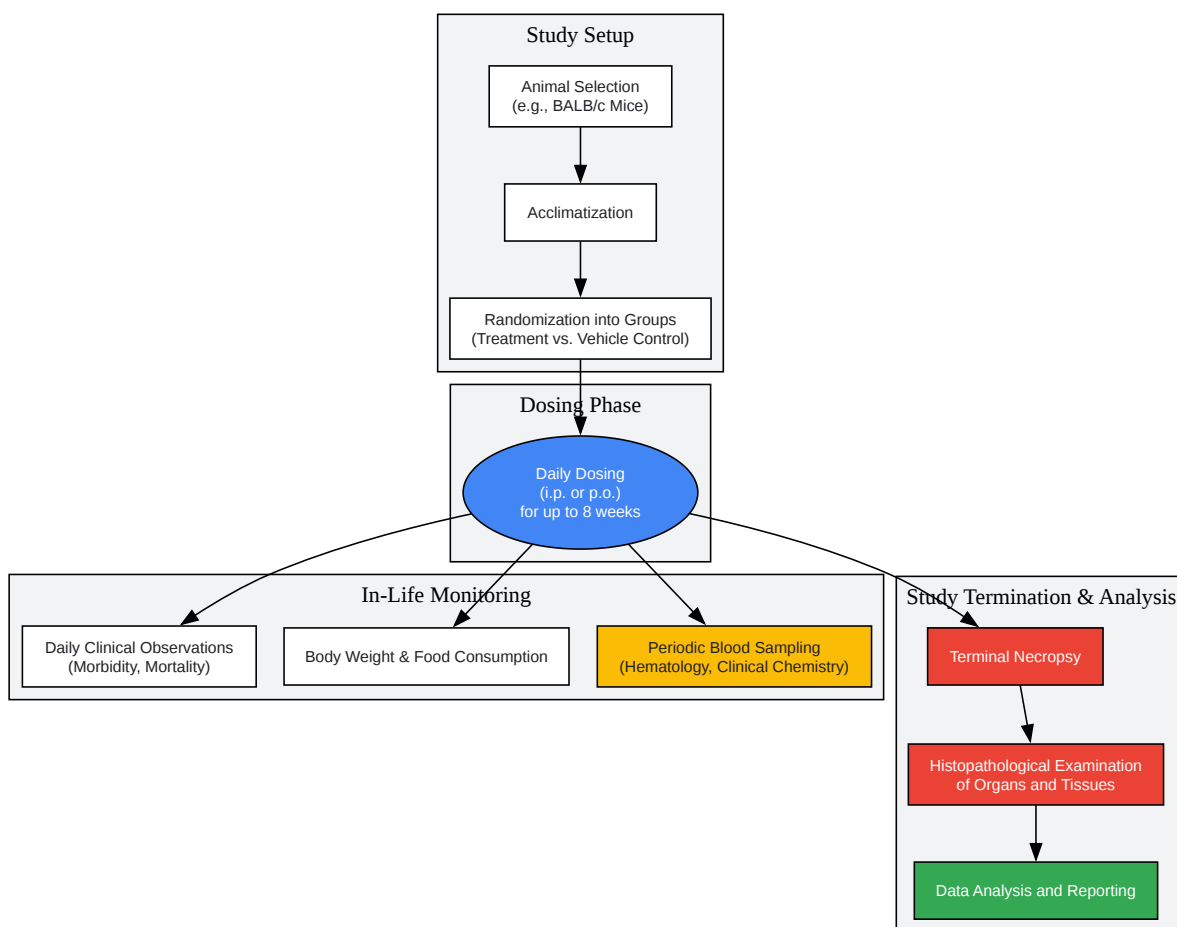 Study Setup
Animal Selection
(e.g., BALB/c Mice)
Acclimatization
Randomization into Groups
(Treatment vs. Vehicle Control)
Dosing Phase
Daily Dosing
(i.p. or p.o.)
for up to 8 weeks
In-Life Monitoring
Daily Clinical Observations
(Morbidity, Mortality)
Body Weight & Food Consumption
Periodic Blood Sampling
(Hematology, Clinical Chemistry)
Study Termination & Analysis
Terminal Necropsy
Histopathological Examination
of Organs and Tissues
Data Analysis and Reporting